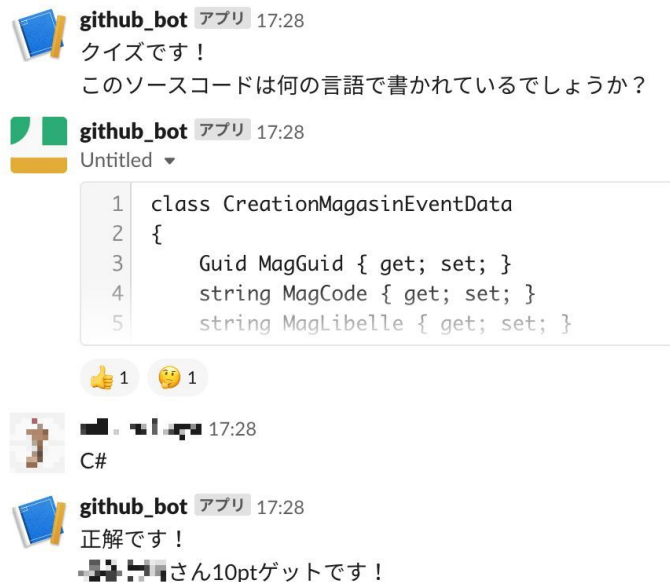 github_bot アプリ 17:28
クイズです！
このソースコードは何の言語で書かれているでしょうか？
github_bot アプリ 17:28
Untitled
1 class CreationMagasinEventData
2 {
3 Guid MagGuid { get; set; }
4 string MagCode { get; set; }
5 string MagLibelle { get; set; }
1 1
17:28
C#
github_bot アプリ 17:28
正解です！
さん10ptゲットです！